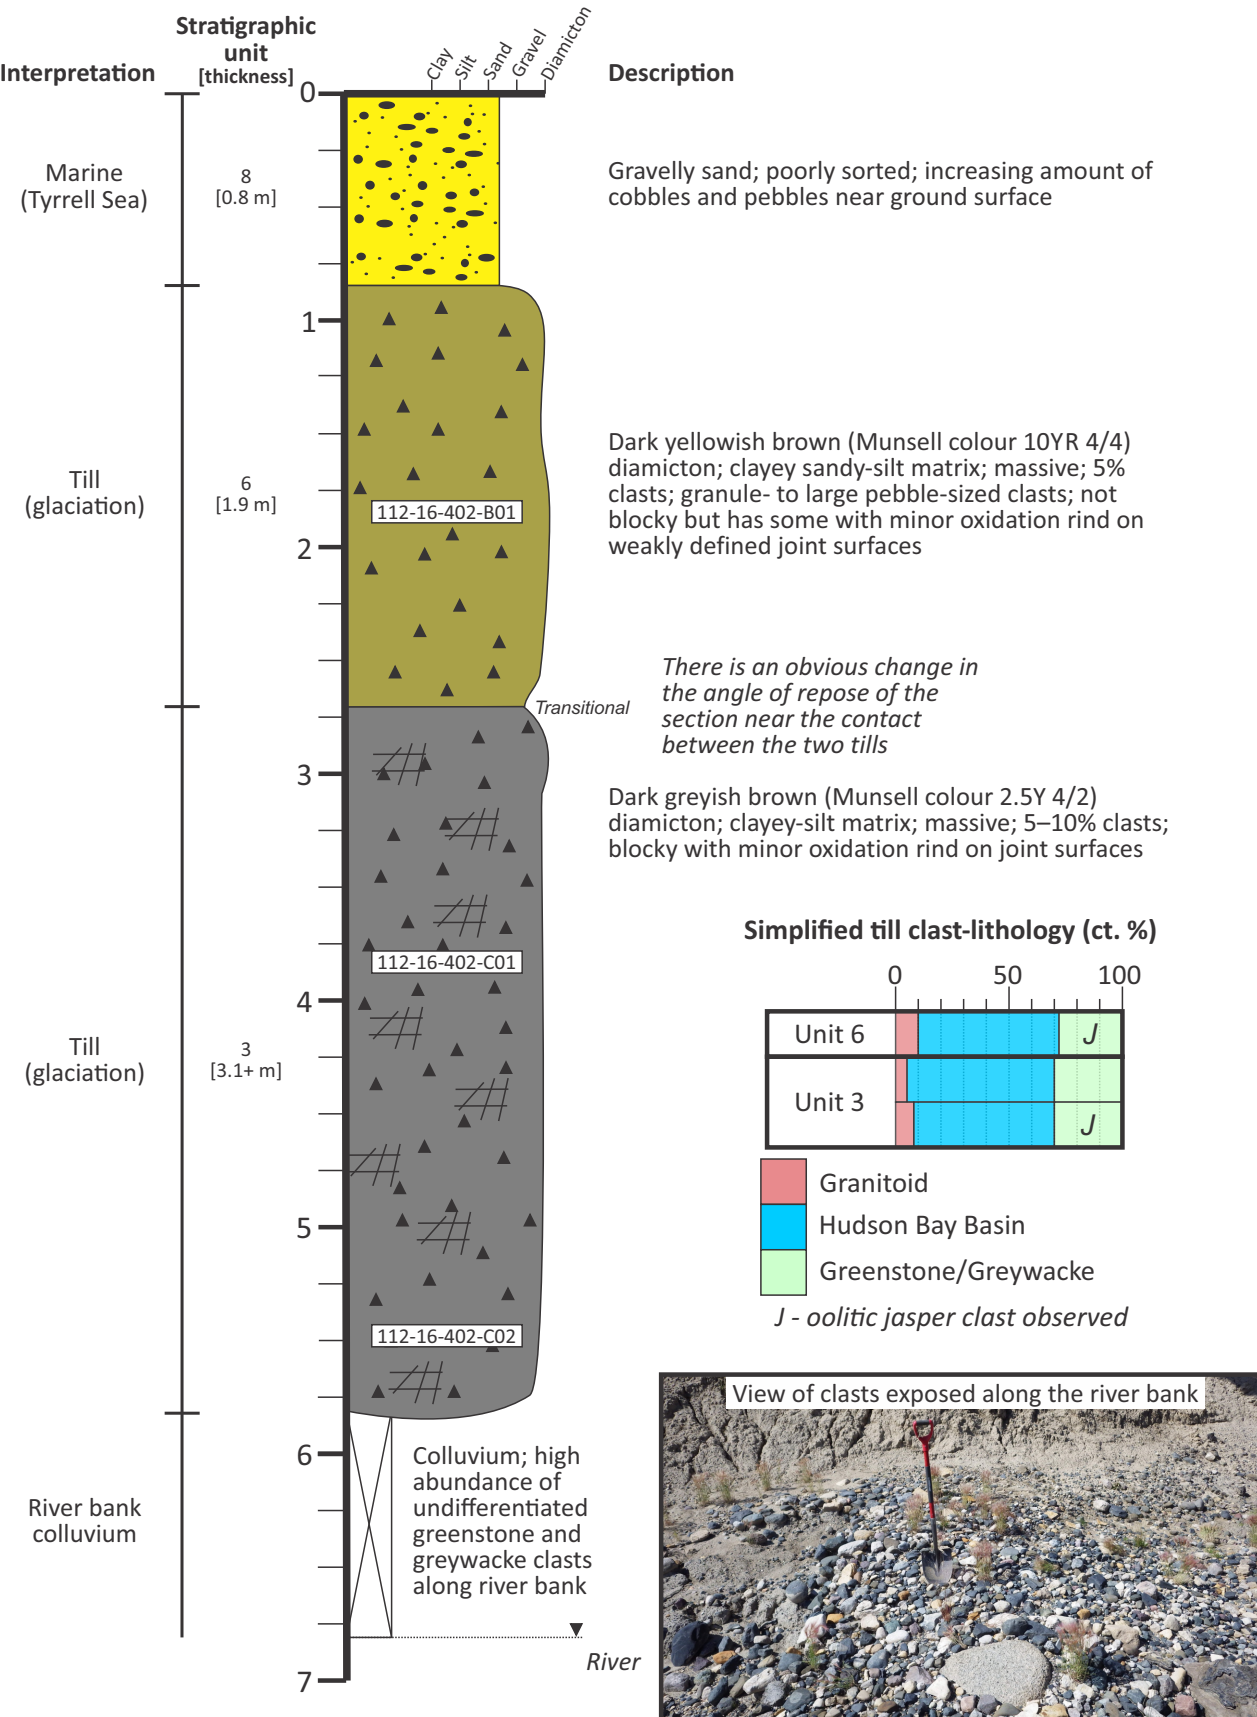 Interpretation
Stratigraphic
unit
[thickness]
Clay
Silt
Sand
Gravel
Diamicton
Description
0
1
2
3
4
5
6
7
Marine
(Tyrrell Sea)
8
[0.8 m]
Gravelly sand; poorly sorted; increasing amount of
cobbles and pebbles near ground surface
Till
(glaciation)
6
[1.9 m]
112-16-402-B01
Dark yellowish brown (Munsell colour 10YR 4/4)
diamicton; clayey sandy-silt matrix; massive; 5%
clasts; granule- to large pebble-sized clasts; not
blocky but has some with minor oxidation rind on
weakly defined joint surfaces
Transitional
There is an obvious change in
the angle of repose of the
section near the contact
between the two tills
Till
(glaciation)
3
[3.1+ m]
112-16-402-C01
112-16-402-C02
Dark greyish brown (Munsell colour 2.5Y 4/2)
diamicton; clayey-silt matrix; massive; 5–10% clasts;
blocky with minor oxidation rind on joint surfaces
Simplified till clast-lithology (ct. %)
0 50 100
Unit 6
J
Unit 3
J
Granitoid
Hudson Bay Basin
Greenstone/Greywacke
J - oolitic jasper clast observed
River bank
colluvium
Colluvium; high
abundance of
undifferentiated
greenstone and
greywacke clasts
along river bank
River
View of clasts exposed along the river bank